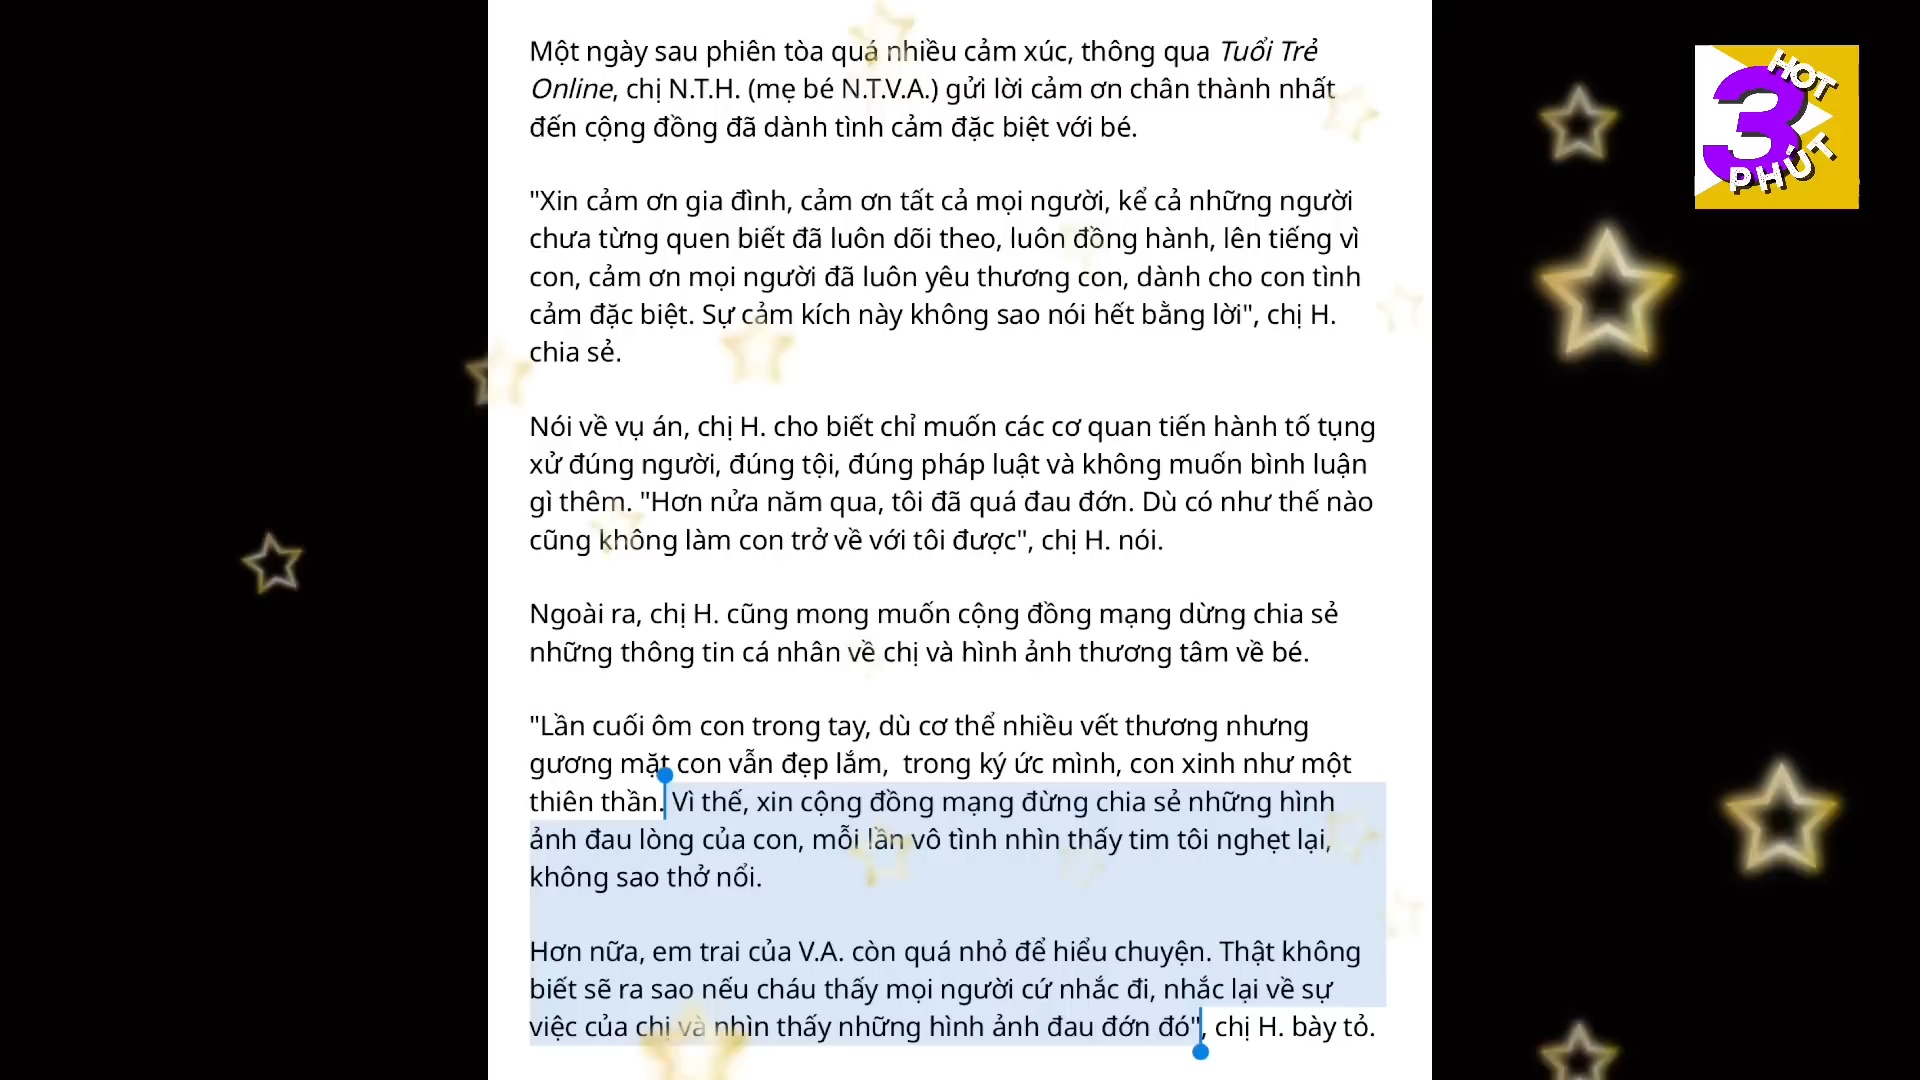 Một ngày sau phiên tòa quá nhiều cảm xúc, thông qua Tuổi Trẻ
Online, chị N.T.H. (mẹ bé N.T.V.A.) gửi lời cảm ơn chân thành nhất
đến cộng đồng đã dành tình cảm đặc biệt với bé.
"Xin cảm ơn gia đình, cảm ơn tất cả mọi người, kể cả những người
chưa từng quen biết đã luôn dõi theo, luôn đồng hành, lên tiếng vì
con, cảm ơn mọi người đã luôn yêu thương con, dành cho con tình
cảm đặc biệt. Sự cảm kích này không sao nói hết bằng lời", chị H.
chia sẻ.
Nói về vụ án, chị H. cho biết chỉ muốn các cơ quan tiến hành tố tụng
xử đúng người, đúng tội, đúng pháp luật và không muốn bình luận
gì thêm. "Hơn nửa năm qua, tôi đã quá đau đớn. Dù có như thế nào
cũng không làm con trở về với tôi được", chị H. nói.
Ngoài ra, chị H. cũng mong muốn cộng đồng mạng dừng chia sẻ
những thông tin cá nhân về chị và hình ảnh thương tâm về bé.
"Lần cuối ôm con trong tay, dù cơ thể nhiều vết thương nhưng
gương mặt con vẫn đẹp lắm,  trong ký ức mình, con xinh như một
thiên thần. Vì thế, xin cộng đồng mạng đừng chia sẻ những hình
ảnh đau lòng của con, mỗi lần vô tình nhìn thấy tim tôi nghẹt lại,
không sao thở nổi.
Hơn nữa, em trai của V.A. còn quá nhỏ để hiểu chuyện. Thật không
biết sẽ ra sao nếu cháu thấy mọi người cứ nhắc đi, nhắc lại về sự
việc của chị và nhìn thấy những hình ảnh đau đớn đó", chị H. bày tỏ.
HOT
3
PHÚT